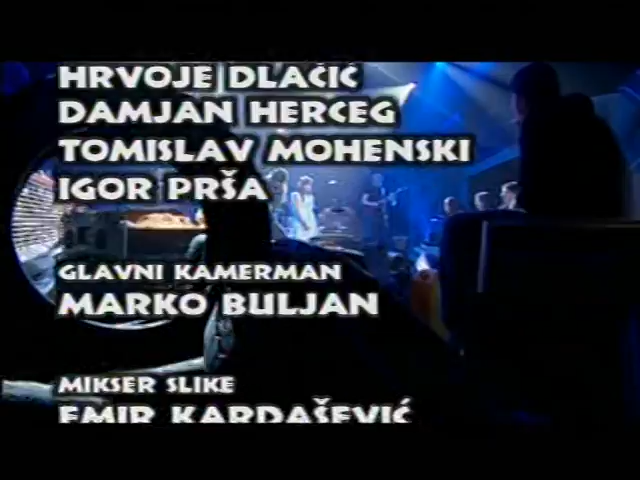 HRVOJE DLAČIĆ
DAMJAN HERCEG
TOMISLAV MOHENSKI
IGOR PRŠA
GLAVNI KAMERMAN
MARKO BULJAN
MIKSER SLIKE
EMIR KARDAŠEVIĆ